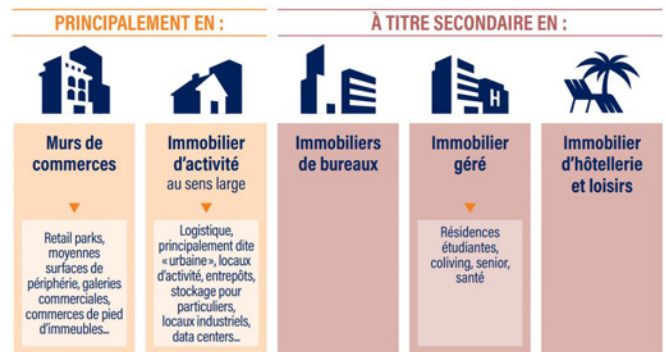 PRINCIPALEMENT EN :
À TITRE SECONDAIRE EN :
Murs de
commerces
Retail parks,
moyennes
surfaces de
périphérie, galeries
commerciales,
commerces de pied
d'immeubles...
Immobilier
d'activité
au sens large
Logistique,
principalement dite
« urbaine », locaux
d'activité, entrepôts,
stockage pour
particuliers,
locaux industriels,
data centers...
Immobiliers
de bureaux
H
Immobilier
géré
Résidences
étudiantes,
coliving, senior,
santé
Immobilier
d'hôtellerie
et loisirs